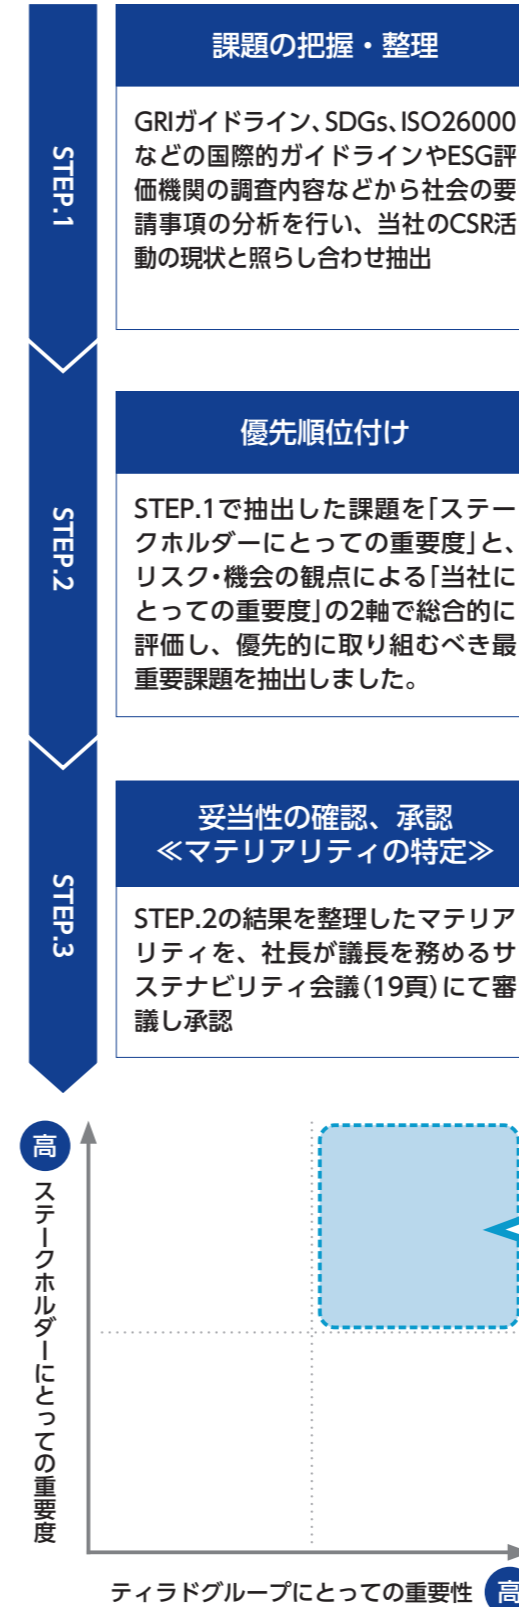 STEP.1
課題の把握・整理
GRIガイドライン、SDGs、ISO26000
などの国際的ガイドラインやESG評
価機関の調査内容などから社会の要
請事項の分析を行い、当社のCSR活
動の現状と照らし合わせ抽出
STEP.2
優先順位付け
STEP.1で抽出した課題を「ステー
クホルダーにとっての重要度」と、
リスク・機会の観点による「当社に
とっての重要度」の2軸で総合的に
評価し、優先的に取り組むべき最
重要課題を抽出しました。
STEP.3
妥当性の確認、承認
≪マテリアリティの特定≫
STEP.2の結果を整理したマテリア
リティを、社長が議長を務めるサ
ステナビリティ会議(19頁)にて審
議し承認
高
ステークホルダーにとっての重要度
ティラドグループにとっての重要性
高